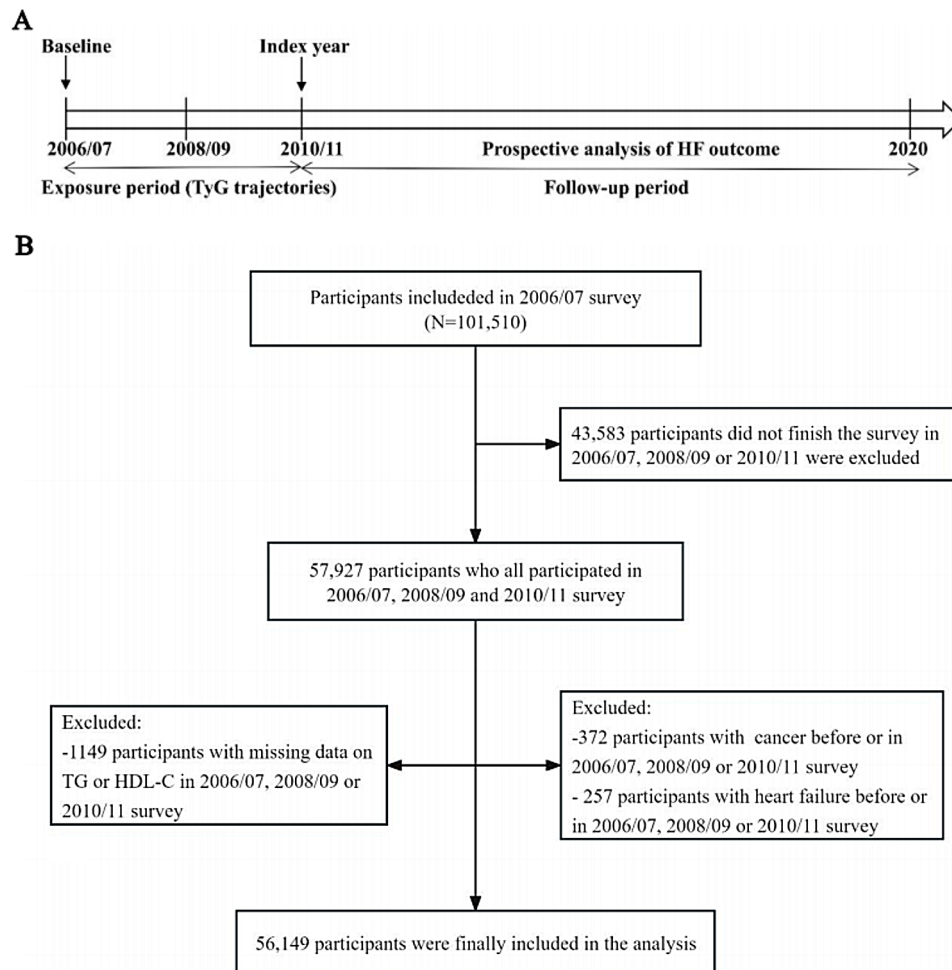 A
Baseline
Index year
2006/07
2008/09
2010/11
Prospective analysis of HF outcome
2020
Exposure period (TyG trajectories)
Follow-up period
B
Participants includeded in 2006/07 survey
(N=101,510)
43,583 participants did not finish the survey in
2006/07, 2008/09 or 2010/11 were excluded
57,927 participants who all participated in
2006/07, 2008/09 and 2010/11 survey
Excluded:
-1149 participants with missing data on
TG or HDL-C in 2006/07, 2008/09 or
2010/11 survey
Excluded:
-372 participants with cancer before or in
2006/07, 2008/09 or 2010/11 survey
- 257 participants with heart failure before or
in 2006/07, 2008/09 or 2010/11 survey
56,149 participants were finally included in the analysis